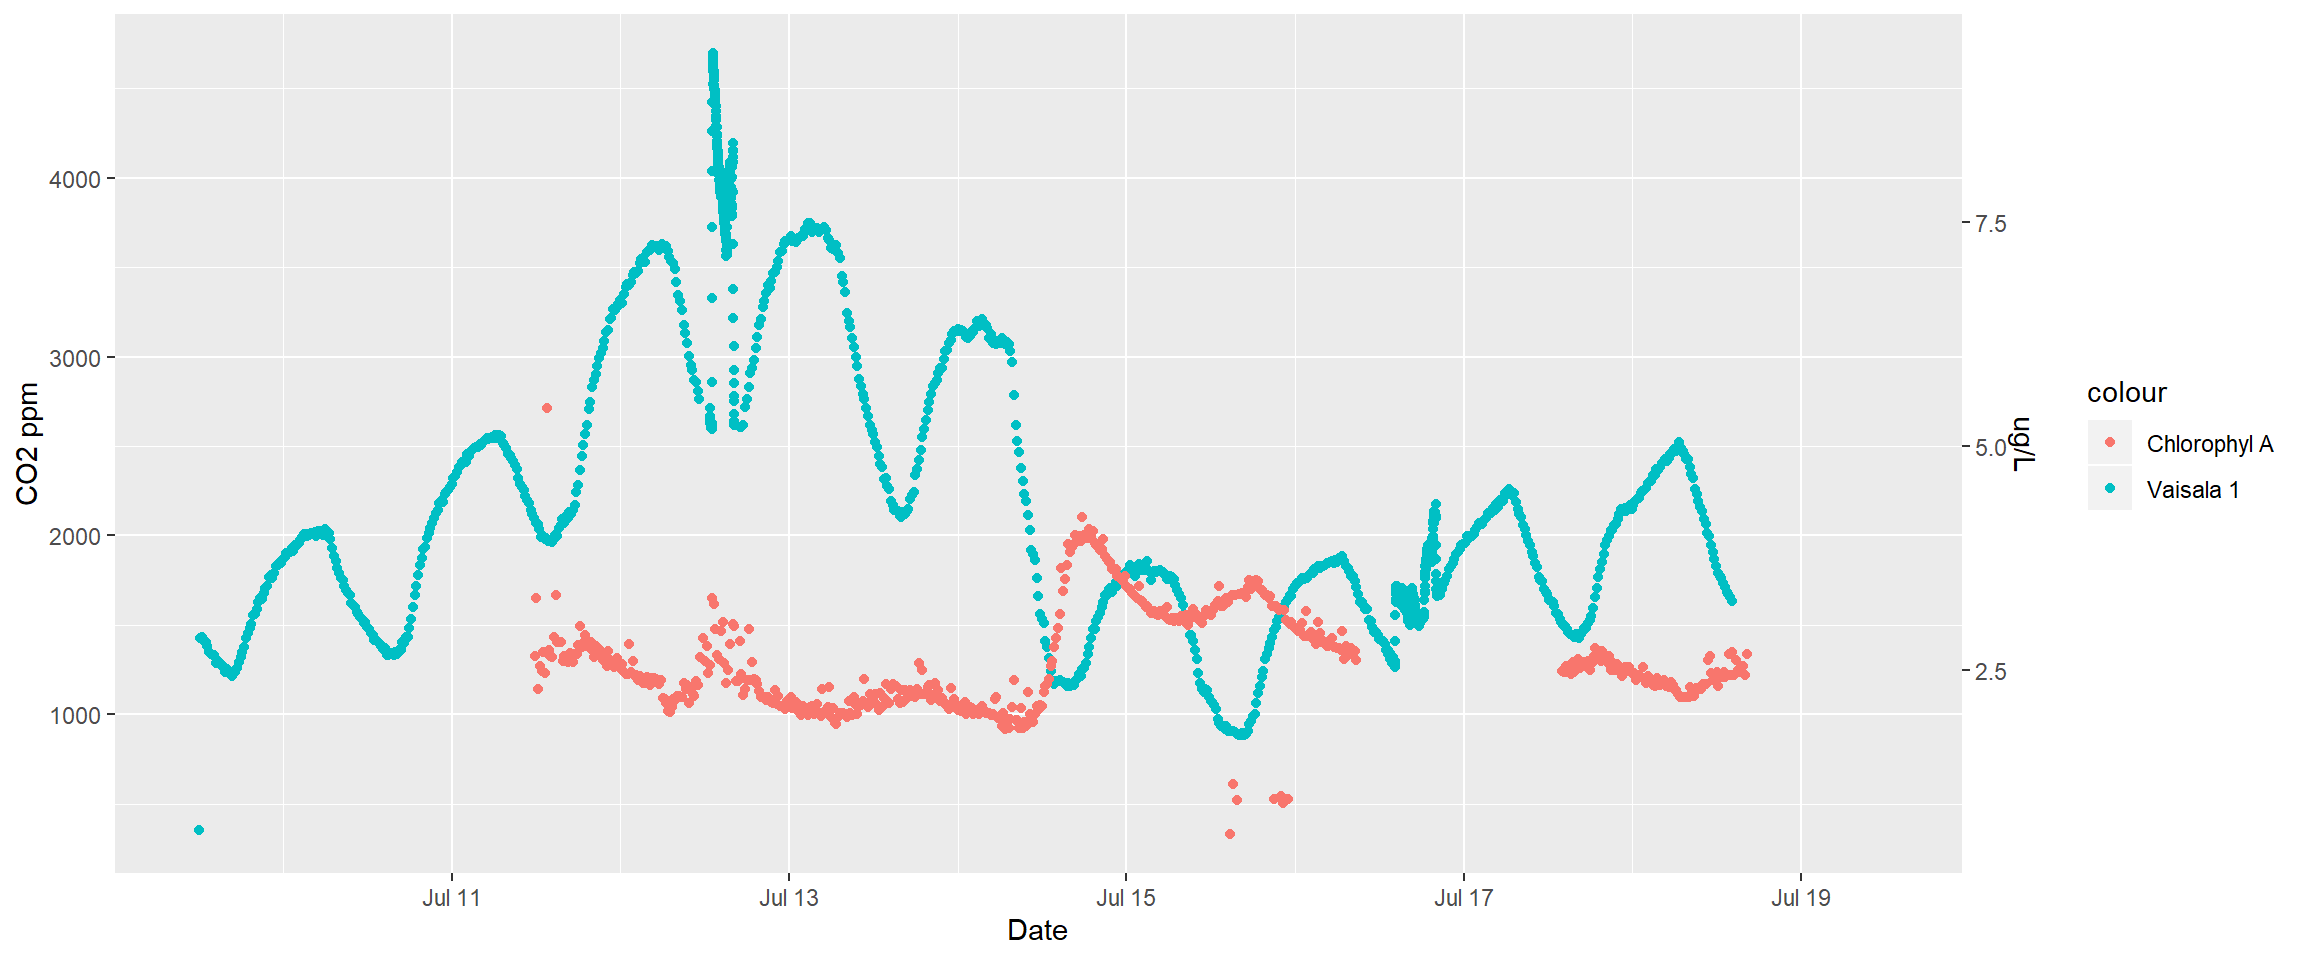 CO2 ppm
4000
3000
2000
1000
7.5
5.0
2.5
ug/L
Jul 11
Jul 13
Jul 15
Jul 17
Jul 19
Date
colour
Chlorophyl A
Vaisala 1